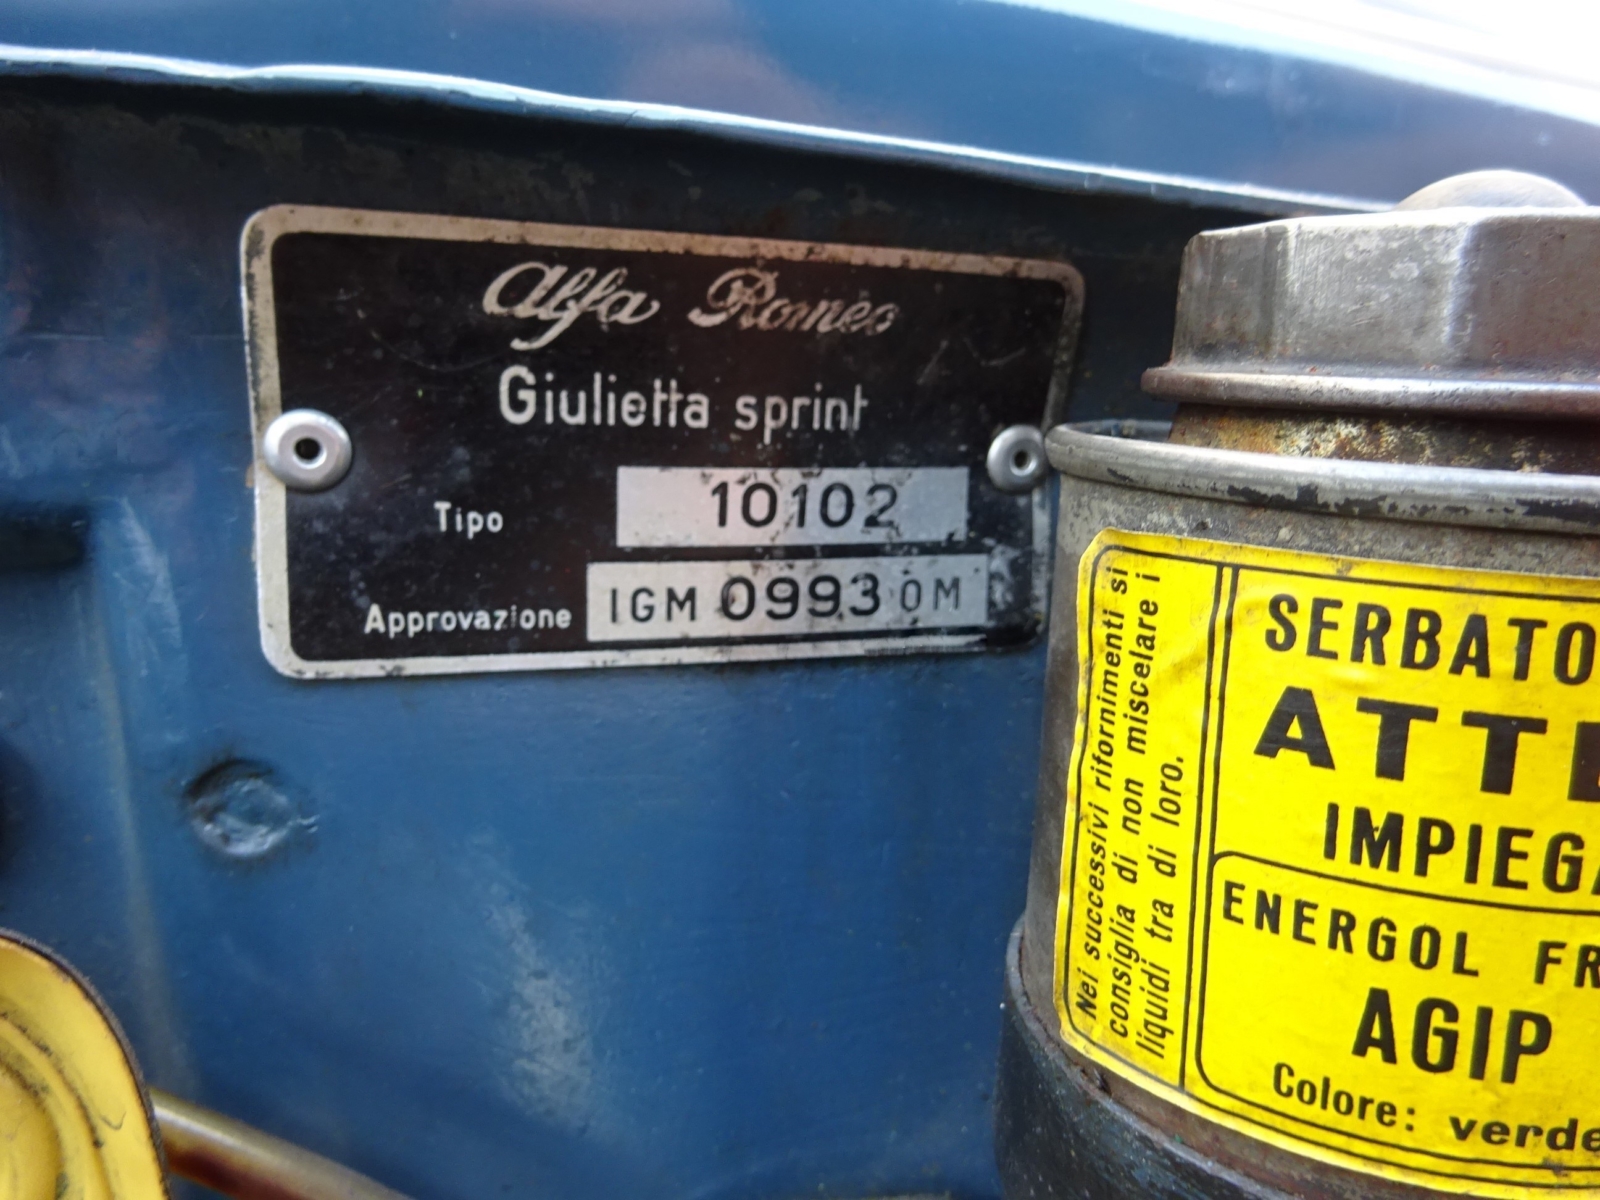 Alfa Romeo
Giulietta sprint
Tipo 10102
Approvazione IGM 0993 OM
Nei successivi rifornimenti si
consiglia di non miscelare i
liquidi tra di loro.
SERBATO
ATTE
IMPIEGA
ENERGOL FR
AGIP
Colore: verde